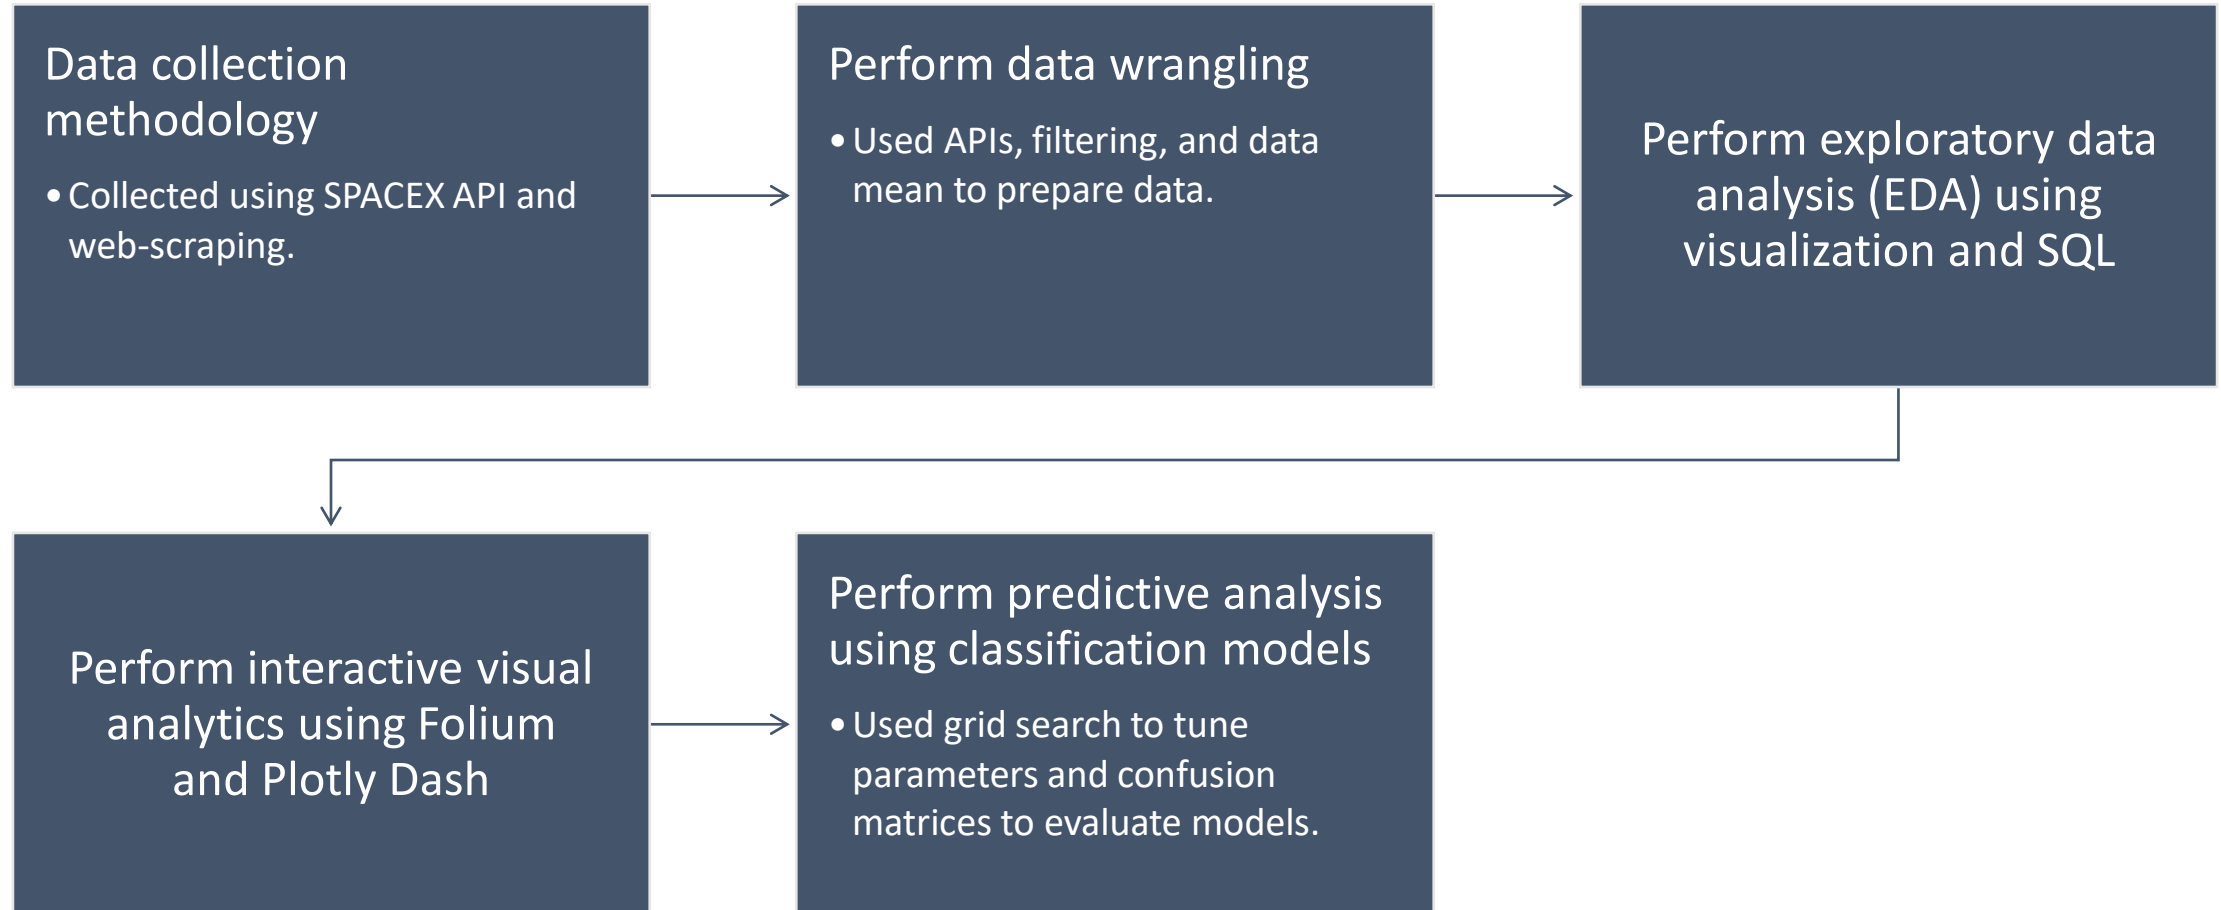 Data collection
methodology
• Collected using SPACEX API and
web-scraping.
Perform data wrangling
• Used APIs, filtering, and data
mean to prepare data.
Perform exploratory data
analysis (EDA) using
visualization and SQL
Perform interactive visual
analytics using Folium
and Plotly Dash
Perform predictive analysis
using classification models
• Used grid search to tune
parameters and confusion
matrices to evaluate models.